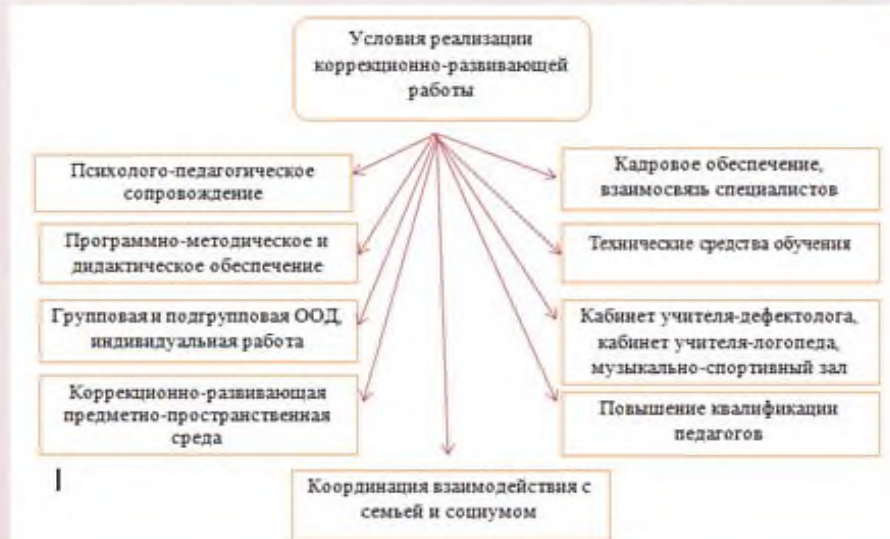 Условия реализации
коррекционно-развивающей
работы
Психолого-педагогическое
сопровождение
Программно-методическое и
дидактическое обеспечение
Групповая и подгрупповая ООД,
индивидуальная работа
Коррекционно-развивающая
предметно-пространственная
среда
Кадровое обеспечение,
взаимосвязь специалистов
Технические средства обучения
Кабинет учителя-дефектолога,
кабинет учителя-логопеда,
музыкально-спортивный зал
Повышение квалификации
педагогов
Координация взаимодействия с
семьей и социумом